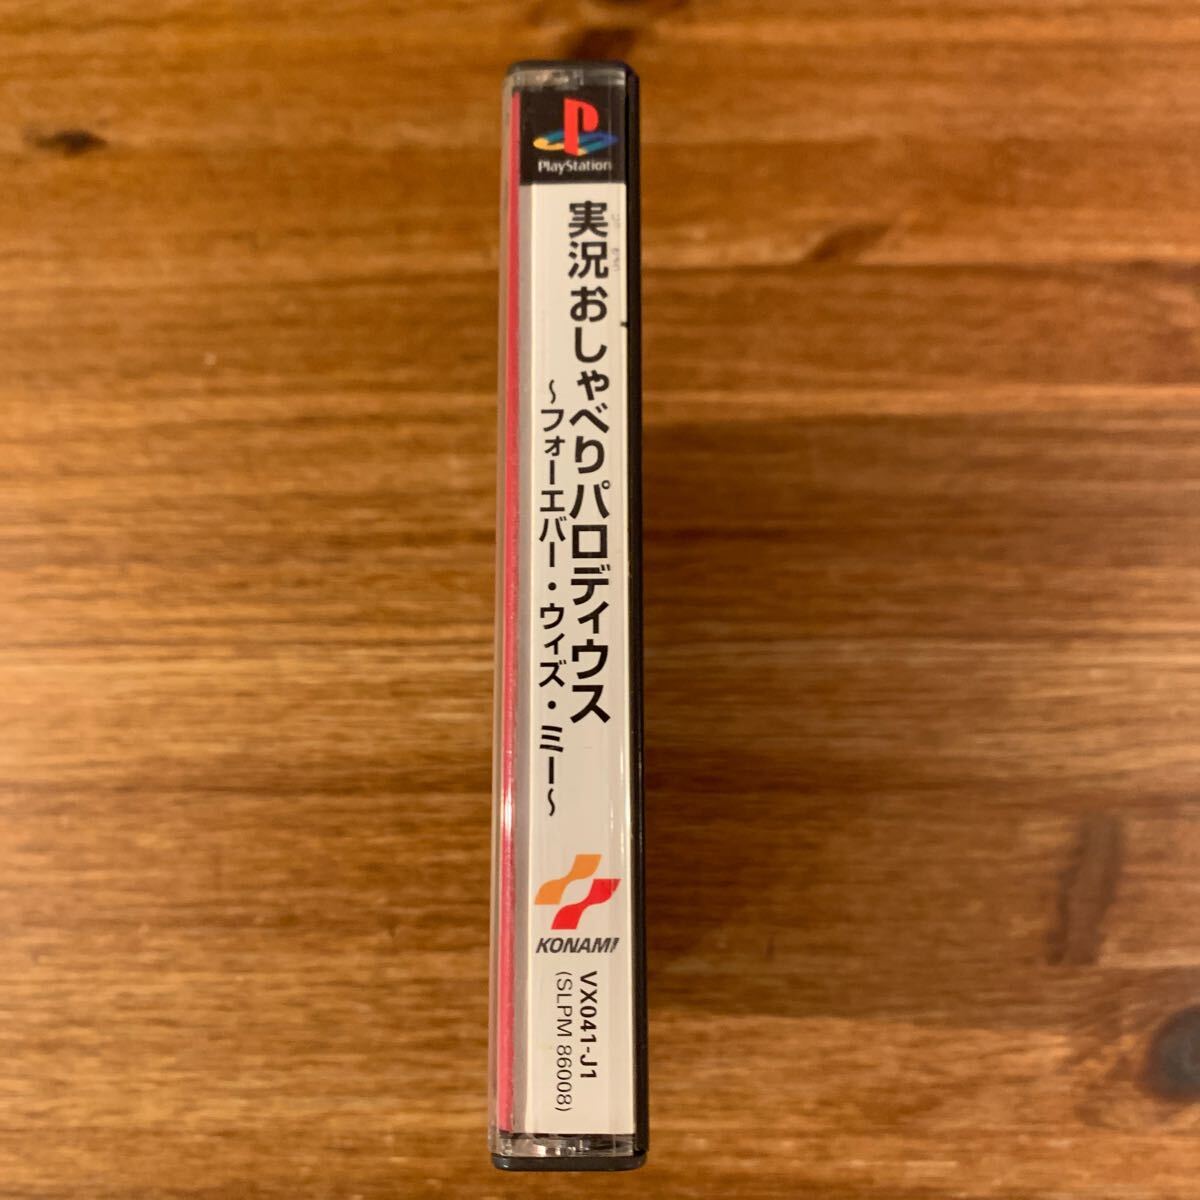 PlayStation
実況おしゃべりパロディウス
～フォーエバー・ウィズ・ミー～
KONAMI
VX041-J1
(SLPM 86008)